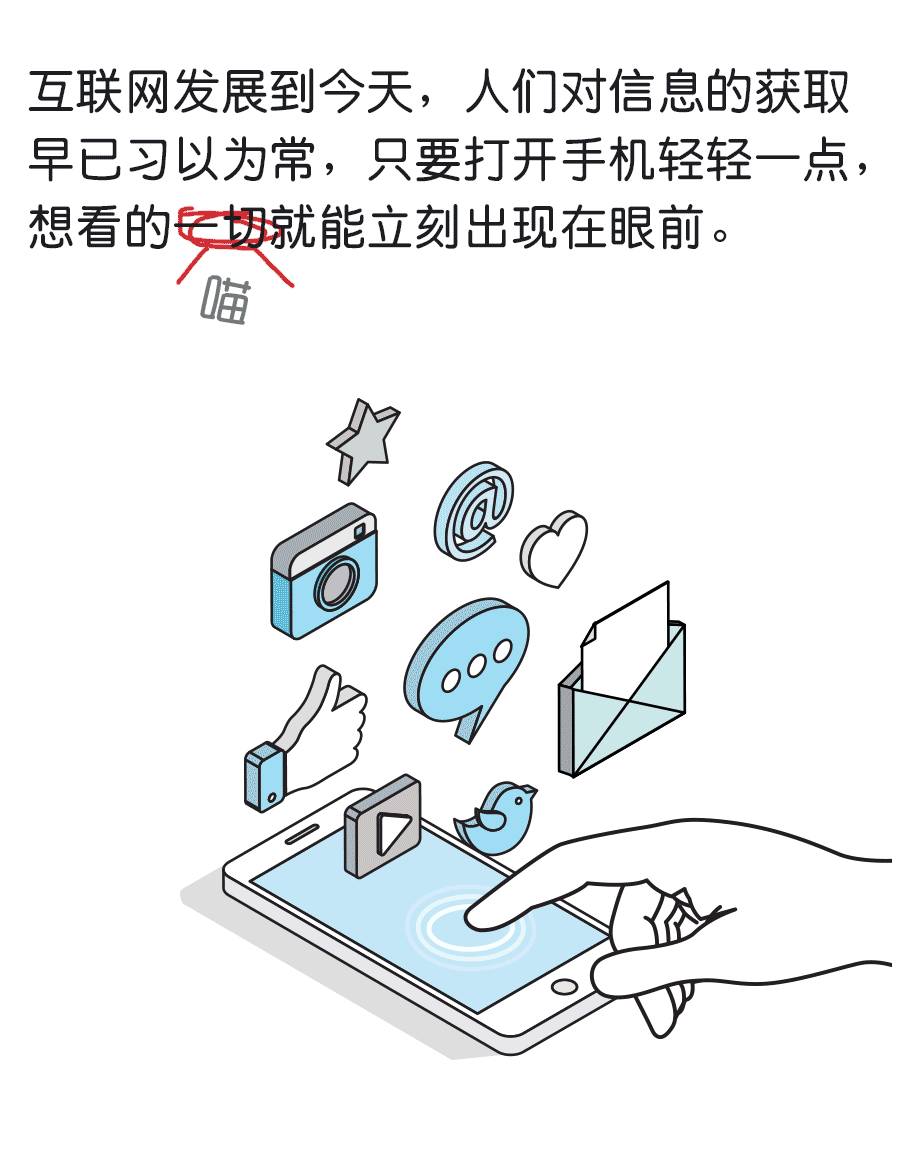 互联网发展到今天，人们对信息的获取
早已习以为常，只要打开手机轻轻一点，
想看的一切就能立刻出现在眼前。
喵
@